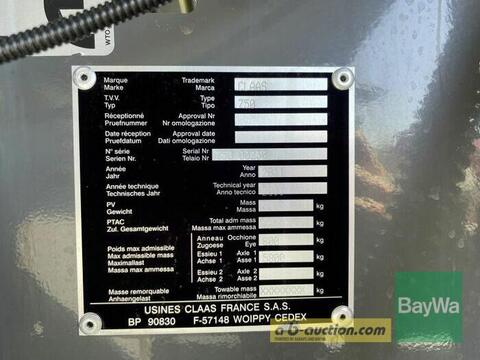 Marque Trademark CLAAS
Marke Marca
T.V.V. Type 750
Typ Tipo
Réceptionné Approval Nr
Pruefnummer Nr omologazione
Date réception Approval date
Pruefdatum Dati omologazione
N° série Serial Nr
Serien Nr. Telaio Nr
Année Year
Jahr Anno
Année technique Technical year
Technisches Jahr Anno tecnico
PV Mass kg
Gewicht Massa
PTAC Total adm mass kg
Zul. Gesamtgewicht Massa max ammessa
Poids maxi admissible
Max admissible mass
Maximallast
Massa max ammessa
Anneau Occhione kg
Zugoese Eye
Essieu 1 Axle 1 kg
Achse 1 Asse 1
Essieu 2 Axle 2 kg
Achse 2 Asse 2
Masse remorquable Towable mass XXXXXXXX kg
Anhaengelast Massa rimorchiabile
USINES CLAAS FRANCE S.A.S.
BP 90830 F-57148 WOIPPY CEDEX
BayWa
a-b-auction.com